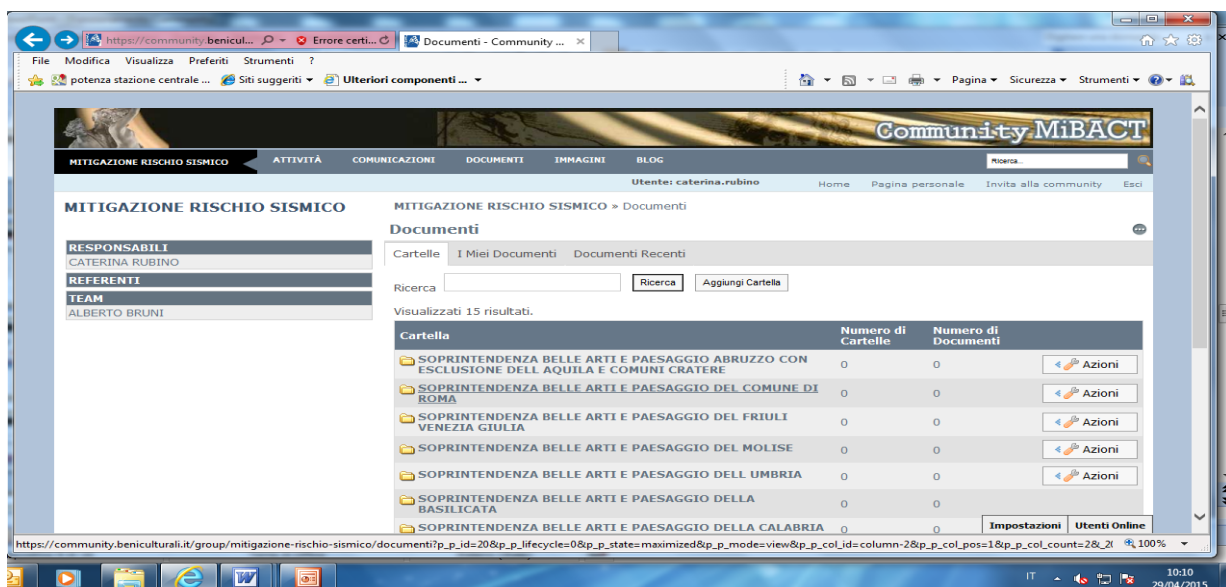 https://community.benicul... Errore certi... Documenti - Community ...
File Modifica Visualizza Preferiti Strumenti ?
potenza stazione centrale ... Siti suggeriti Ulteriori componenti ... Pagina Sicurezza Strumenti
Community MiBACT
MITIGAZIONE RISCHIO SISMICO ATTIVITÀ COMUNICAZIONI DOCUMENTI IMMAGINI BLOG Ricerca...
Utente: caterina.rubino Home Pagina personale Invita alla community Esci
MITIGAZIONE RISCHIO SISMICO
RESPONSABILI
CATERINA RUBINO
REFERENTI
TEAM
ALBERTO BRUNI
MITIGAZIONE RISCHIO SISMICO » Documenti
Documenti
Cartelle I Miei Documenti Documenti Recenti
Ricerca Ricerca Aggiungi Cartella
Visualizzati 15 risultati.
Cartella Numero di Cartelle Numero di Documenti
SOPRINTENDENZA BELLE ARTI E PAESAGGIO ABRUZZO CON
ESCLUSIONE DELL AQUILA E COMUNI CRATERE 0 0 Azioni
SOPRINTENDENZA BELLE ARTI E PAESAGGIO DEL COMUNE DI
ROMA 0 0 Azioni
SOPRINTENDENZA BELLE ARTI E PAESAGGIO DEL FRIULI
VENEZIA GIULIA 0 0 Azioni
SOPRINTENDENZA BELLE ARTI E PAESAGGIO DEL MOLISE 0 0 Azioni
SOPRINTENDENZA BELLE ARTI E PAESAGGIO DELL UMBRIA 0 0 Azioni
SOPRINTENDENZA BELLE ARTI E PAESAGGIO DELLA
BASILICATA 0 0
SOPRINTENDENZA BELLE ARTI E PAESAGGIO DELLA CALABRIA 0 0
Impostazioni Utenti Online
https://community.beniculturali.it/group/mitigazione-rischio-sismico/documenti?p_p_id=20&p_p_lifecycle=0&p_p_state=maximized&p_p_mode=view&p_p_col_id=column-2&p_p_col_pos=1&p_p_col_count=2&_2( 100%
IT 10:10
29/04/2015